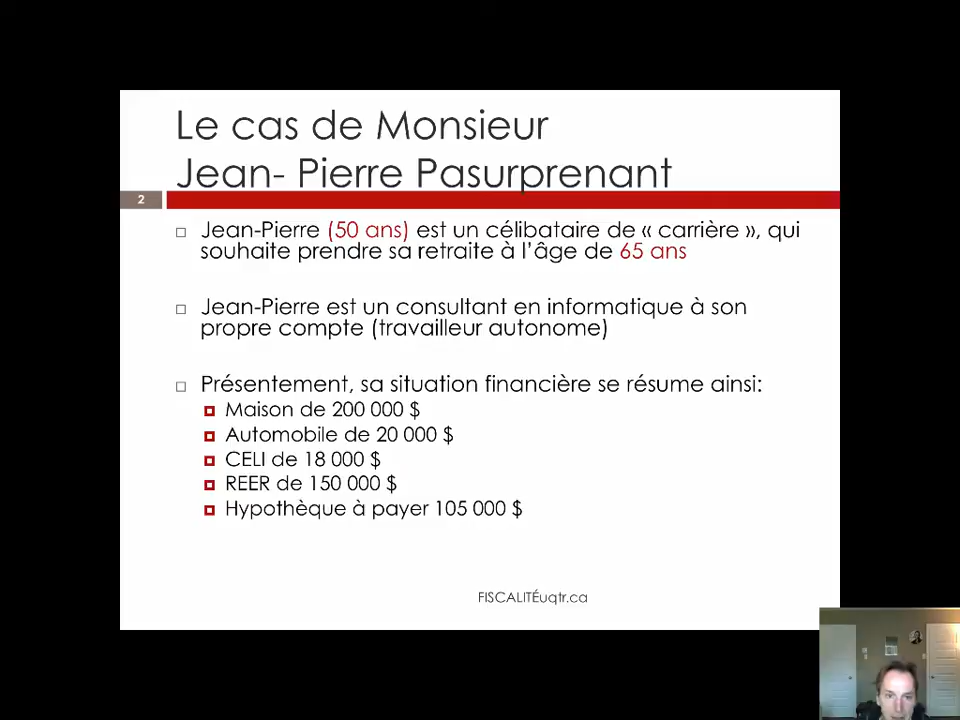 Le cas de Monsieur
Jean- Pierre Pasurprenant
2
Jean-Pierre (50 ans) est un célibataire de « carrière », qui
souhaite prendre sa retraite à l'âge de 65 ans
Jean-Pierre est un consultant en informatique à son
propre compte (travailleur autonome)
Présentement, sa situation financière se résume ainsi:
Maison de 200 000 $
Automobile de 20 000 $
CELI de 18 000 $
REER de 150 000 $
Hypothèque à payer 105 000 $
FISCALITÉuqtr.ca